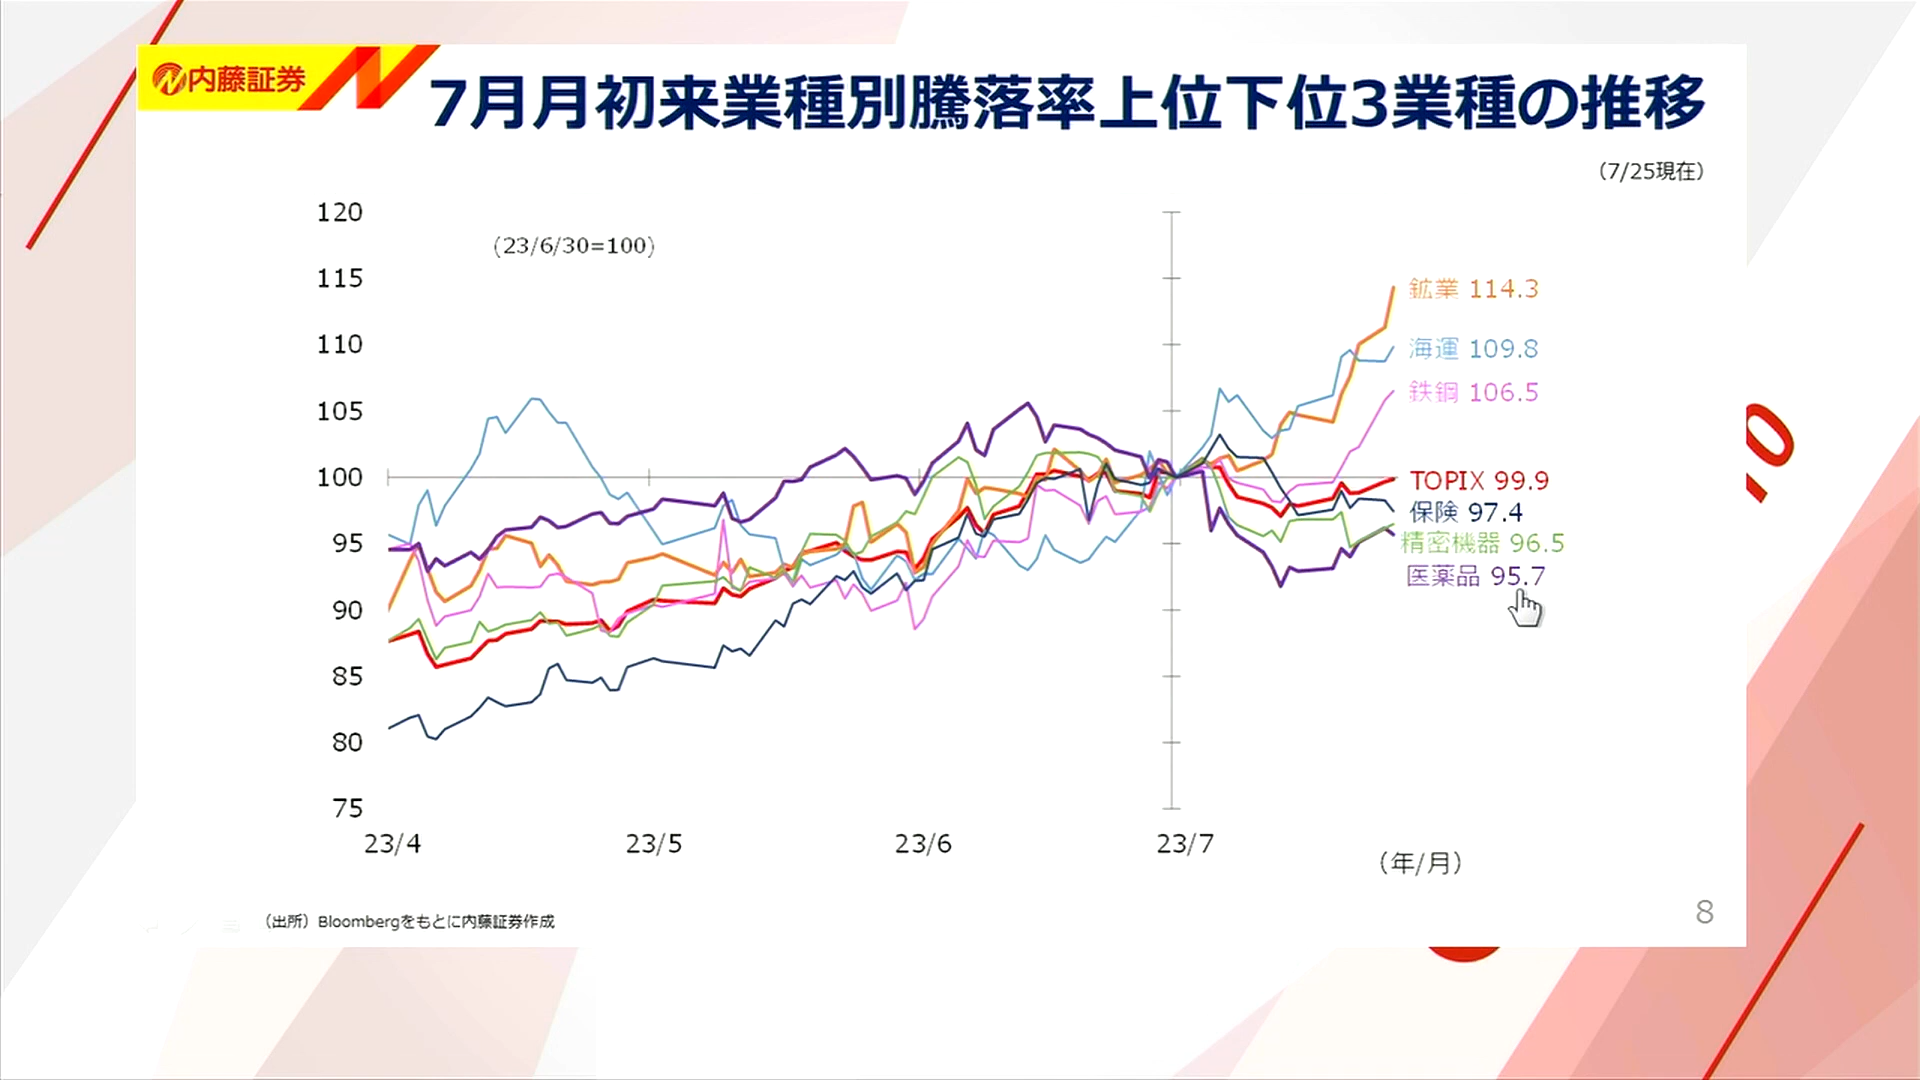 内藤証券
7月月初来業種別騰落率上位下位3業種の推移
（7/25現在）
（23/6/30=100）
120
115
110
105
100
95
90
85
80
75
鉱業 114.3
海運 109.8
鉄鋼 106.5
TOPIX 99.9
保険 97.4
精密機器 96.5
医薬品 95.7
23/4
23/5
23/6
23/7
（年/月）
（出所）Bloombergをもとに内藤証券作成
8